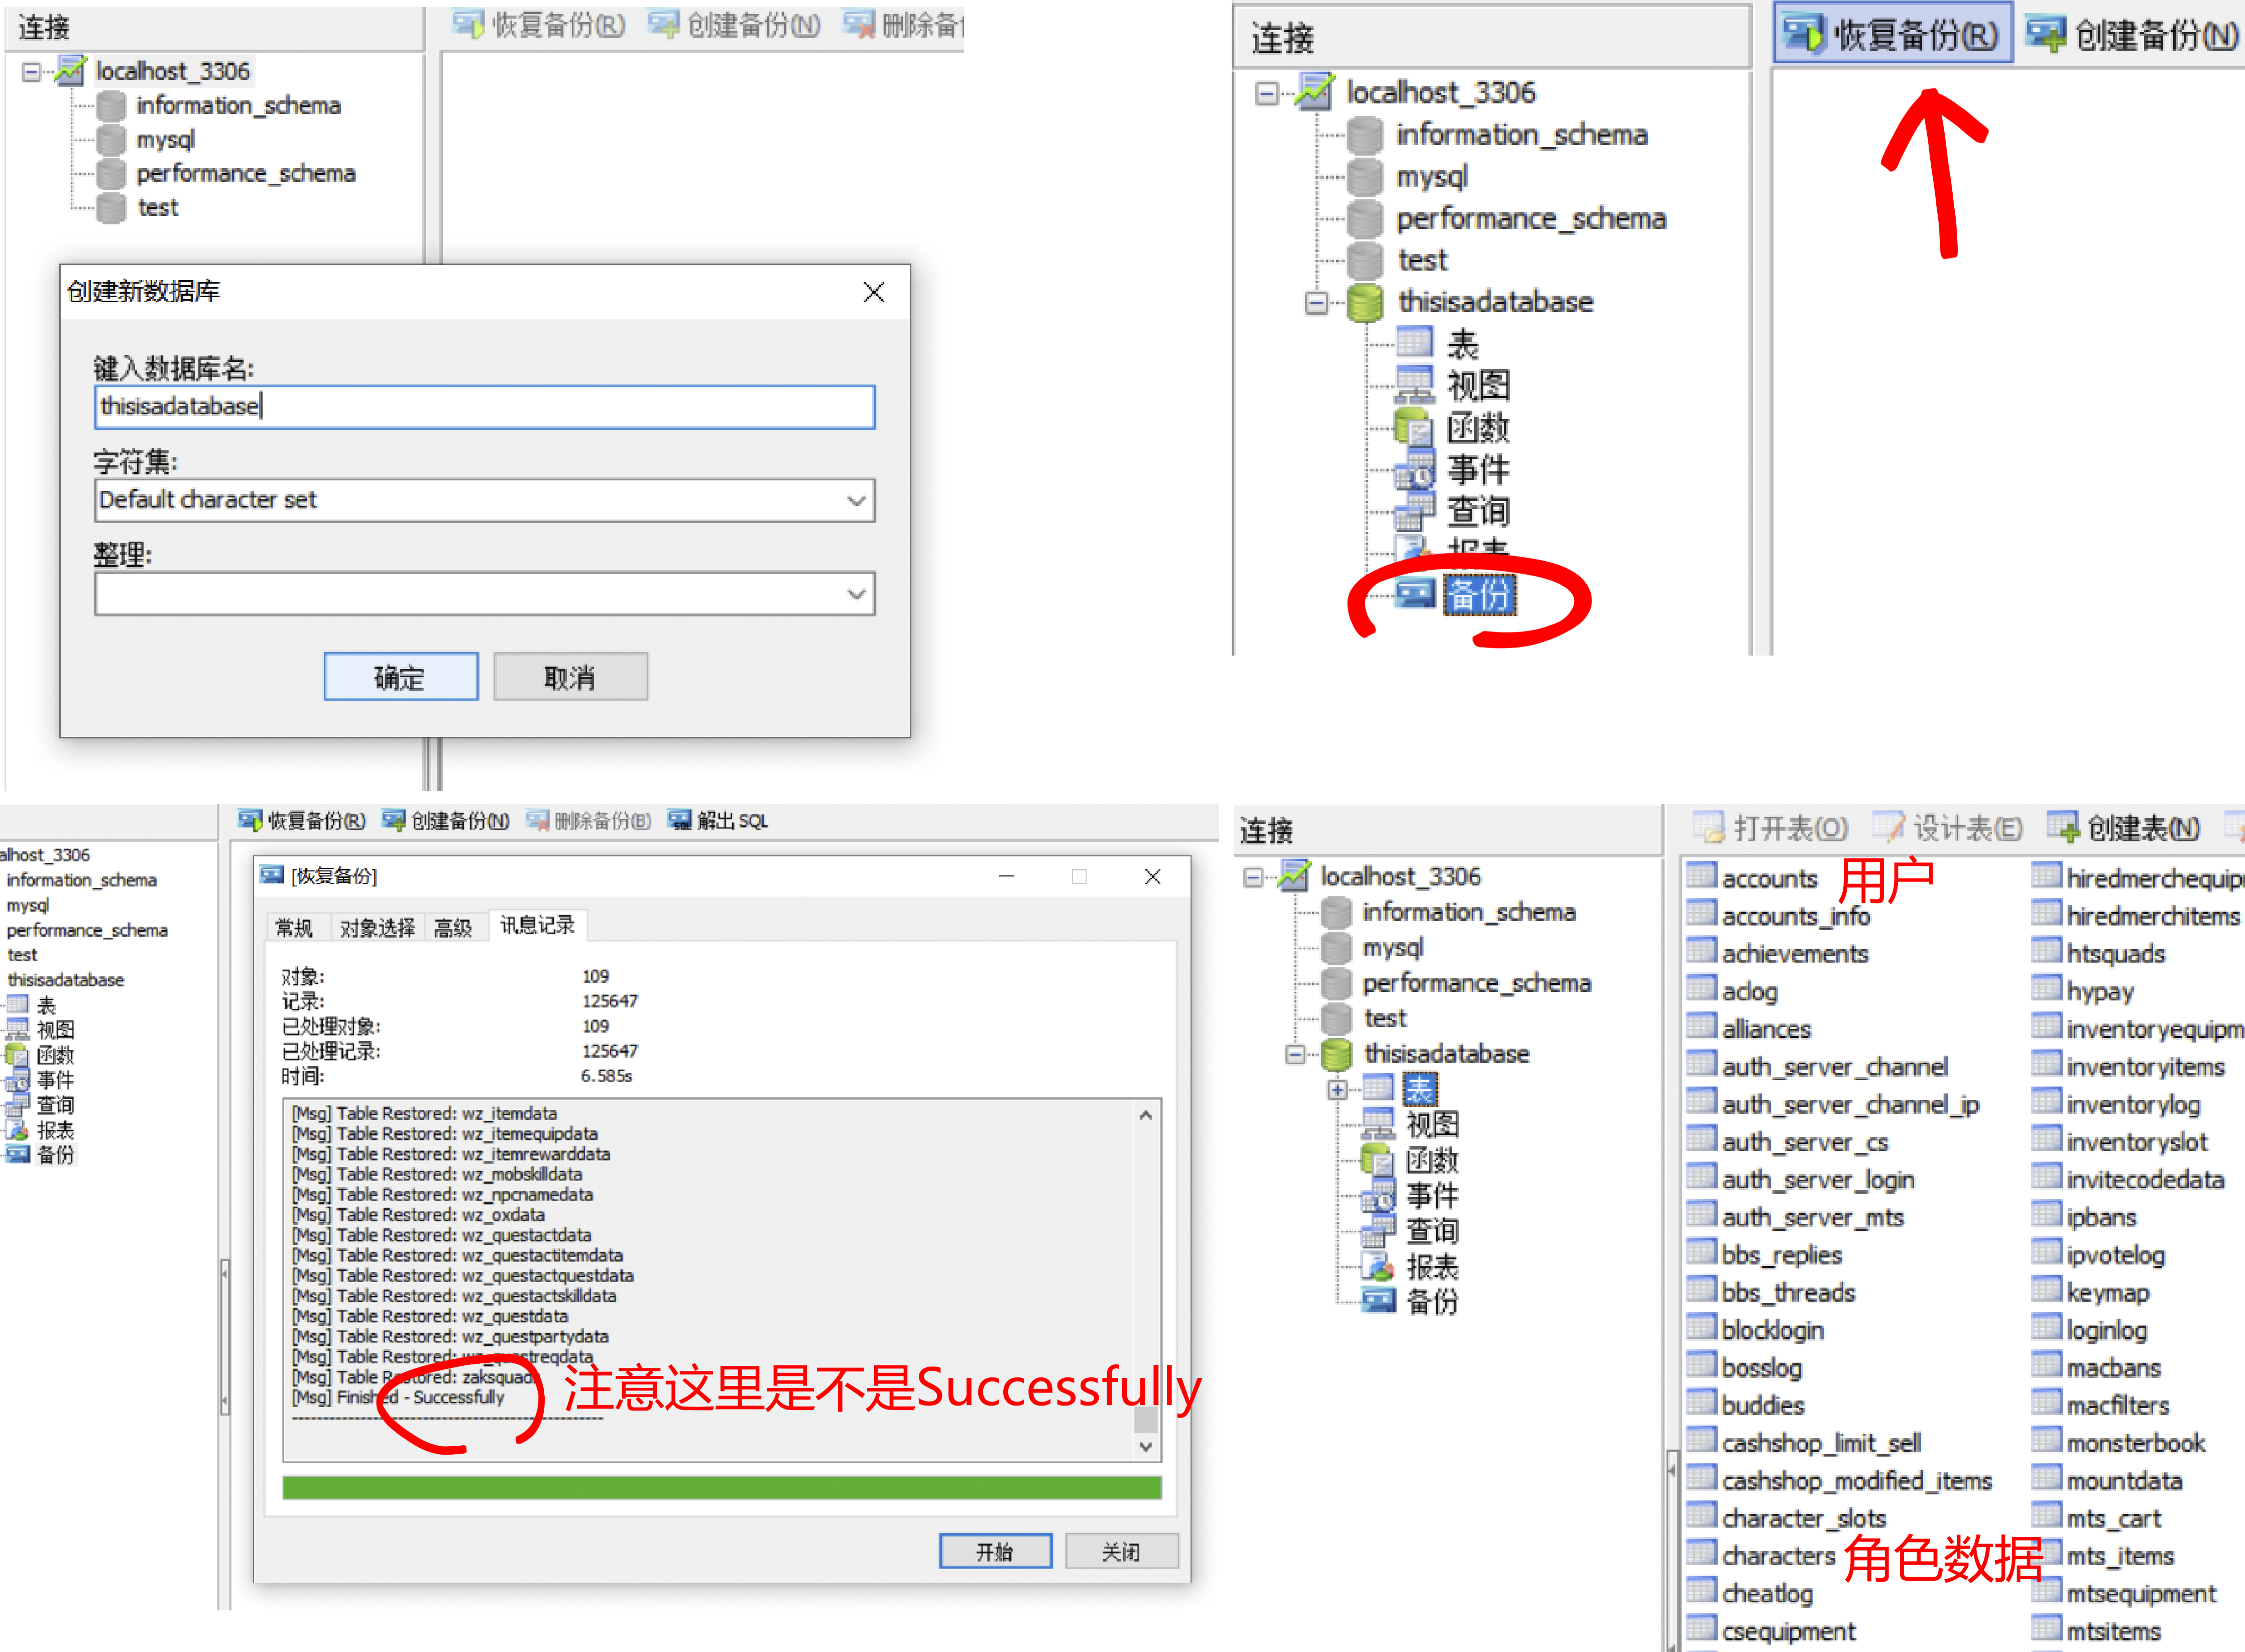 连接
恢复备份(R) 创建备份(N) 删除备
localhost_3306
information_schema
mysql
performance_schema
test
创建新数据库
键入数据库名:
thisisadatabase
字符集:
Default character set
整理:
确定 取消
连接
恢复备份(R) 创建备份(N)
localhost_3306
information_schema
mysql
performance_schema
test
thisisadatabase
表
视图
函数
事件
查询
报表
备份
恢复备份(R) 创建备份(N) 删除备份(B) 解出 SQL
alhost_3306
information_schema
mysql
performance_schema
test
thisisadatabase
表
视图
函数
事件
查询
报表
备份
[恢复备份]
常规 对象选择 高级 讯息记录
对象: 109
记录: 125647
已处理对象: 109
已处理记录: 125647
时间: 6.585s
[Msg] Table Restored: wz_itemdata
[Msg] Table Restored: wz_itemequipdata
[Msg] Table Restored: wz_itemrewarddata
[Msg] Table Restored: wz_mobskilldata
[Msg] Table Restored: wz_npcnamedata
[Msg] Table Restored: wz_oxdata
[Msg] Table Restored: wz_questactdata
[Msg] Table Restored: wz_questactitemdata
[Msg] Table Restored: wz_questactquestdata
[Msg] Table Restored: wz_questactskilldata
[Msg] Table Restored: wz_questdata
[Msg] Table Restored: wz_questpartydata
[Msg] Table Restored: wz_questreqdata
[Msg] Table Restored: zaksquads
[Msg] Finished - Successfully
--------------------------------------------------
注意这里是不是Successfully
开始 关闭
连接
打开表(O) 设计表(E) 创建表(N)
localhost_3306
information_schema
mysql
performance_schema
test
thisisadatabase
表
视图
函数
事件
查询
报表
备份
accounts 用户
accounts_info
achievements
aclog
alliances
auth_server_channel
auth_server_channel_ip
auth_server_cs
auth_server_login
auth_server_mts
bbs_replies
bbs_threads
blocklogin
bosslog
buddies
cashshop_limit_sell
cashshop_modified_items
character_slots
characters 角色数据
cheatlog
csequipment
hiredmerchequip
hiredmerchitems
htsquads
hypay
inventoryequipm
inventoryitems
inventorylog
inventoryslot
invitecodedata
ipbans
ipvotelog
keymap
loginlog
macbans
macfilters
monsterbook
mountdata
mts_cart
mts_items
mtsequipment
mtsitems